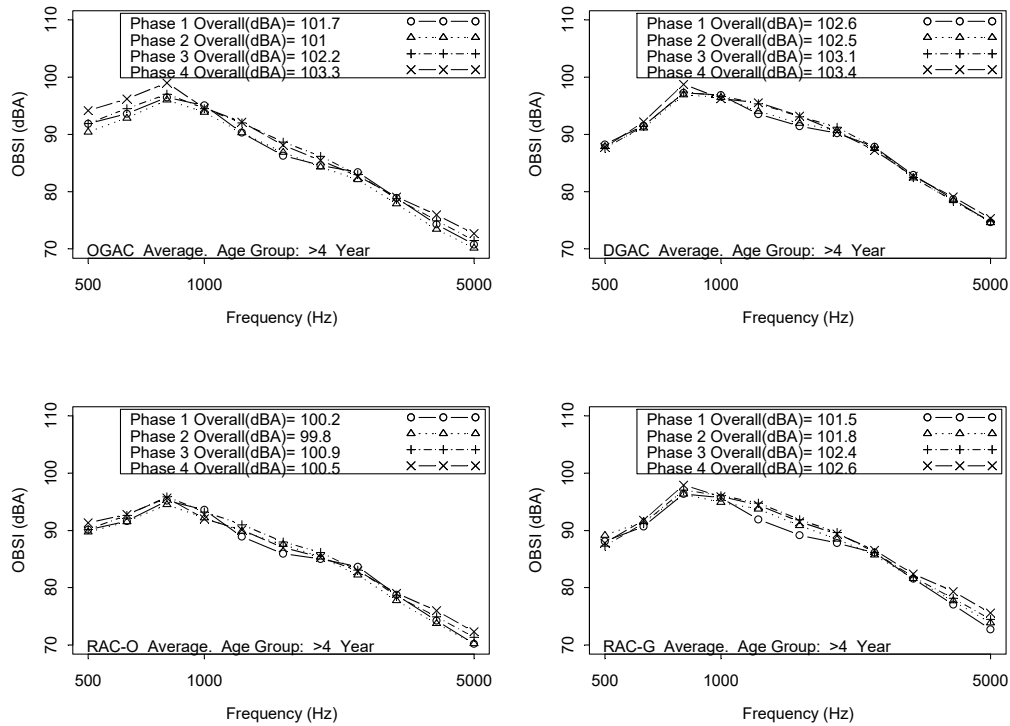 110
100
90
80
70
OBSI (dBA)
Phase 1 Overall(dBA)= 101.7
Phase 2 Overall(dBA)= 101
Phase 3 Overall(dBA)= 102.2
Phase 4 Overall(dBA)= 103.3
OGAC Average. Age Group: >4 Year
500 1000 5000
Frequency (Hz)
110
100
90
80
70
OBSI (dBA)
Phase 1 Overall(dBA)= 102.6
Phase 2 Overall(dBA)= 102.5
Phase 3 Overall(dBA)= 103.1
Phase 4 Overall(dBA)= 103.4
DGAC Average. Age Group: >4 Year
500 1000 5000
Frequency (Hz)
110
100
90
80
70
OBSI (dBA)
Phase 1 Overall(dBA)= 100.2
Phase 2 Overall(dBA)= 99.8
Phase 3 Overall(dBA)= 100.9
Phase 4 Overall(dBA)= 100.5
RAC-O Average. Age Group: >4 Year
500 1000 5000
Frequency (Hz)
110
100
90
80
70
OBSI (dBA)
Phase 1 Overall(dBA)= 101.5
Phase 2 Overall(dBA)= 101.8
Phase 3 Overall(dBA)= 102.4
Phase 4 Overall(dBA)= 102.6
RAC-G Average. Age Group: >4 Year
500 1000 5000
Frequency (Hz)